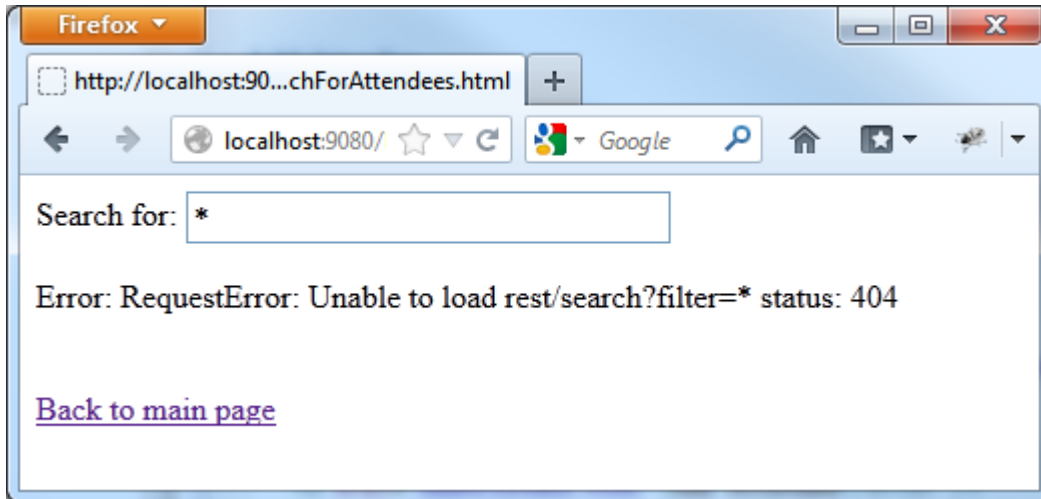 Firefox
http://localhost:90...chForAttendees.html
localhost:9080/
Google
Search for: *
Error: RequestError: Unable to load rest/search?filter=* status: 404
Back to main page